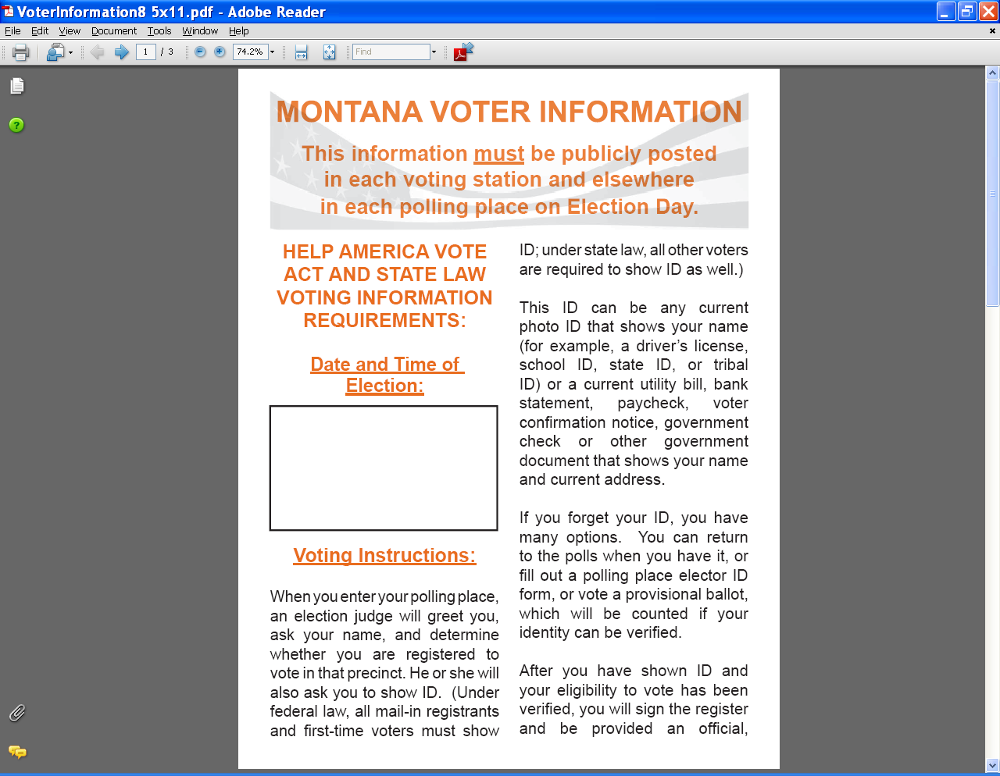 VoterInformation8 5x11.pdf - Adobe Reader
File Edit View Document Tools Window Help
1 / 3 74.2% Find
MONTANA VOTER INFORMATION
This information must be publicly posted
in each voting station and elsewhere
in each polling place on Election Day.
HELP AMERICA VOTE
ACT AND STATE LAW
VOTING INFORMATION
REQUIREMENTS:
Date and Time of
Election:
Voting Instructions:
When you enter your polling place,
an election judge will greet you,
ask your name, and determine
whether you are registered to
vote in that precinct. He or she will
also ask you to show ID.  (Under
federal law, all mail-in registrants
and first-time voters must show
ID; under state law, all other voters
are required to show ID as well.)
This ID can be any current
photo ID that shows your name
(for example, a driver’s license,
school ID, state ID, or tribal
ID) or a current utility bill, bank
statement, paycheck, voter
confirmation notice, government
check or other government
document that shows your name
and current address.
If you forget your ID, you have
many options.  You can return
to the polls when you have it, or
fill out a polling place elector ID
form, or vote a provisional ballot,
which will be counted if your
identity can be verified.
After you have shown ID and
your eligibility to vote has been
verified, you will sign the register
and be provided an official,